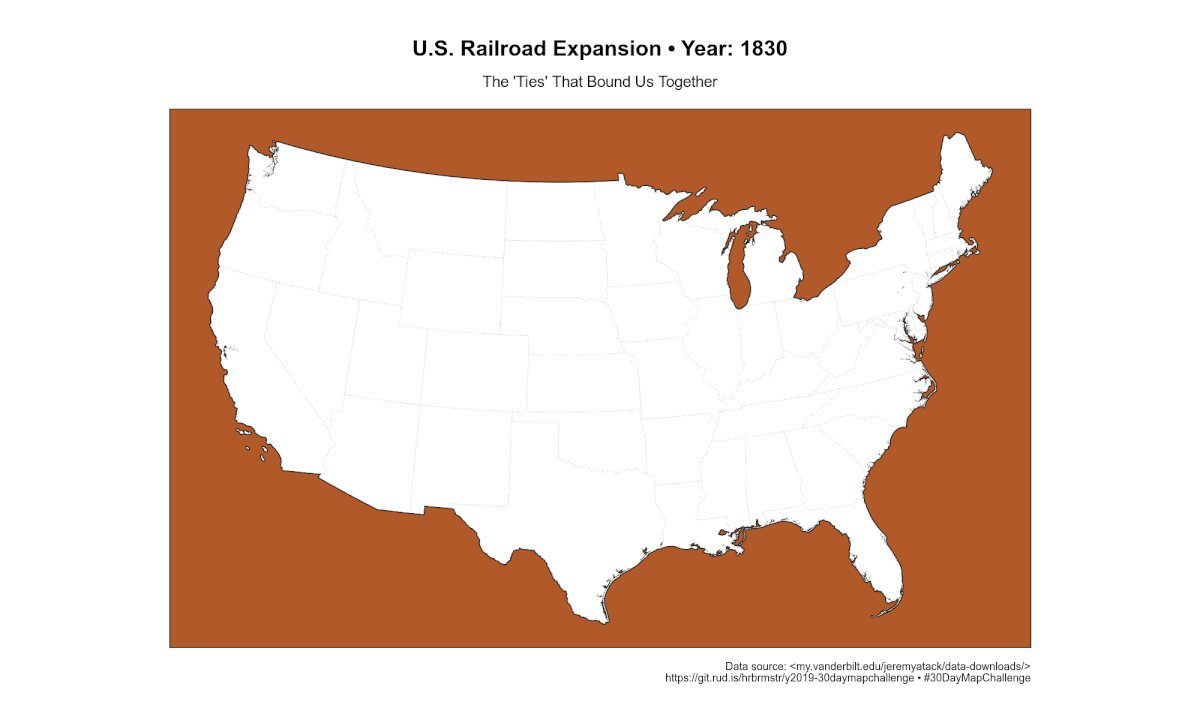 U.S. Railroad Expansion • Year: 1830
The 'Ties' That Bound Us Together
Data source: <my.vanderbilt.edu/jeremyatack/data-downloads/>
https://git.rud.is/hrbrmstr/y2019-30daymapchallenge • #30DayMapChallenge